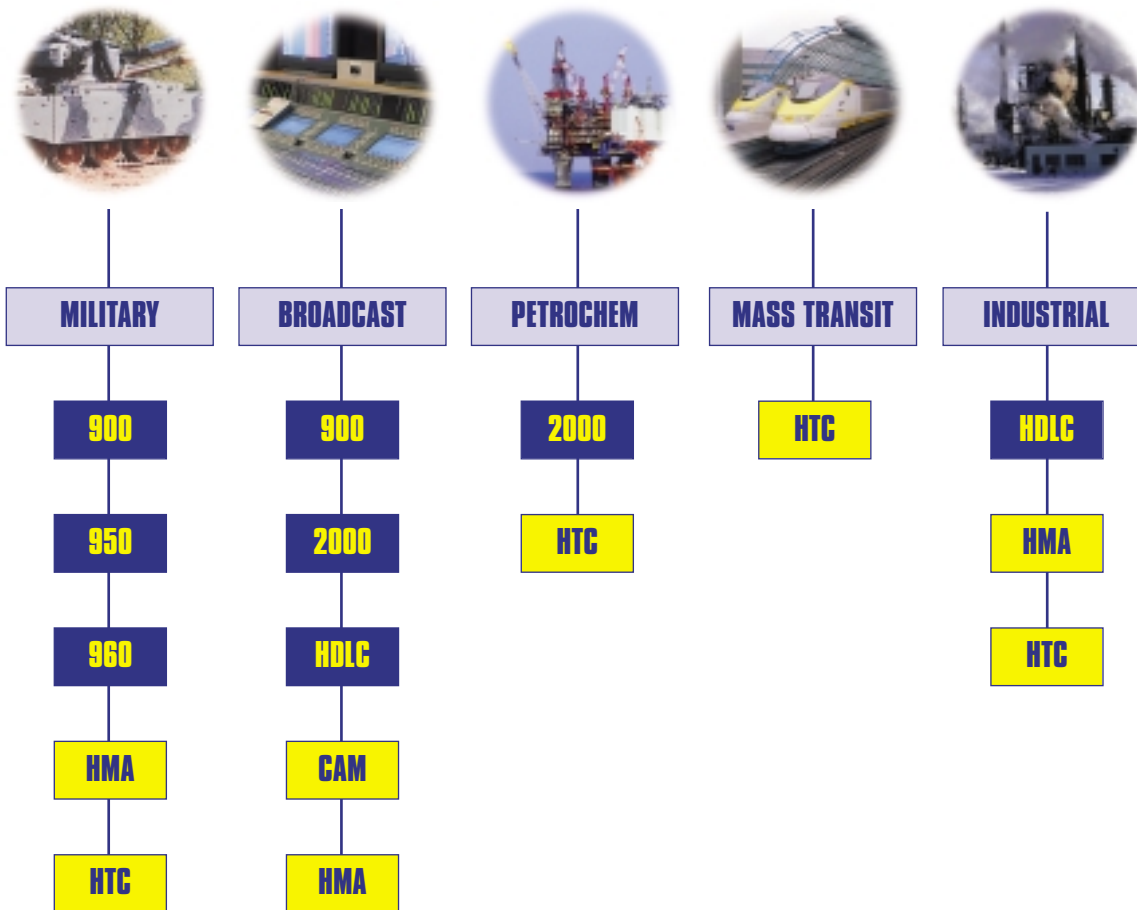 MILITARY
900
950
960
HMA
HTC
BROADCAST
900
2000
HDLC
CAM
HMA
PETROCHEM
2000
HTC
MASS TRANSIT
HTC
INDUSTRIAL
HDLC
HMA
HTC